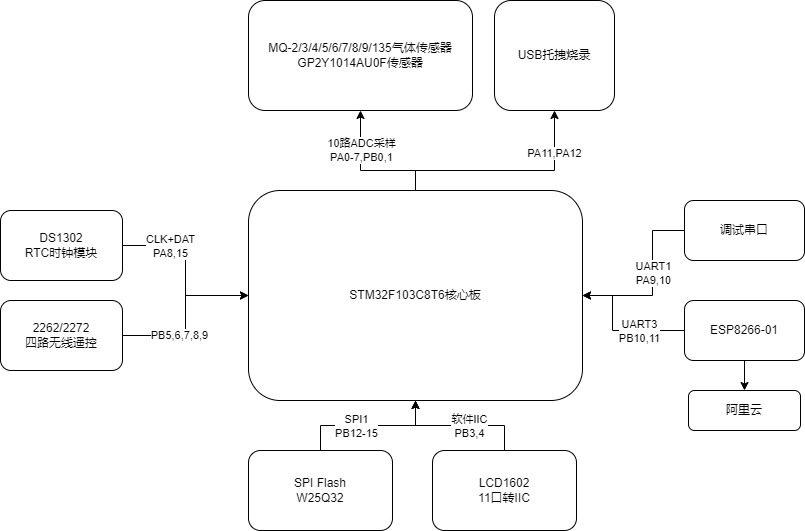 MQ-2/3/4/5/6/7/8/9/135气体传感器
GP2Y1014AU0F传感器
USB托拽烧录
10路ADC采样
PA0-7,PB0,1
PA11,PA12
DS1302
RTC时钟模块
CLK+DAT
PA8,15
STM32F103C8T6核心板
调试串口
UART1
PA9,10
2262/2272
四路无线遥控
PB5,6,7,8,9
UART3
PB10,11
ESP8266-01
阿里云
SPI1
PB12-15
软件IIC
PB3,4
SPI Flash
W25Q32
LCD1602
11口转IIC